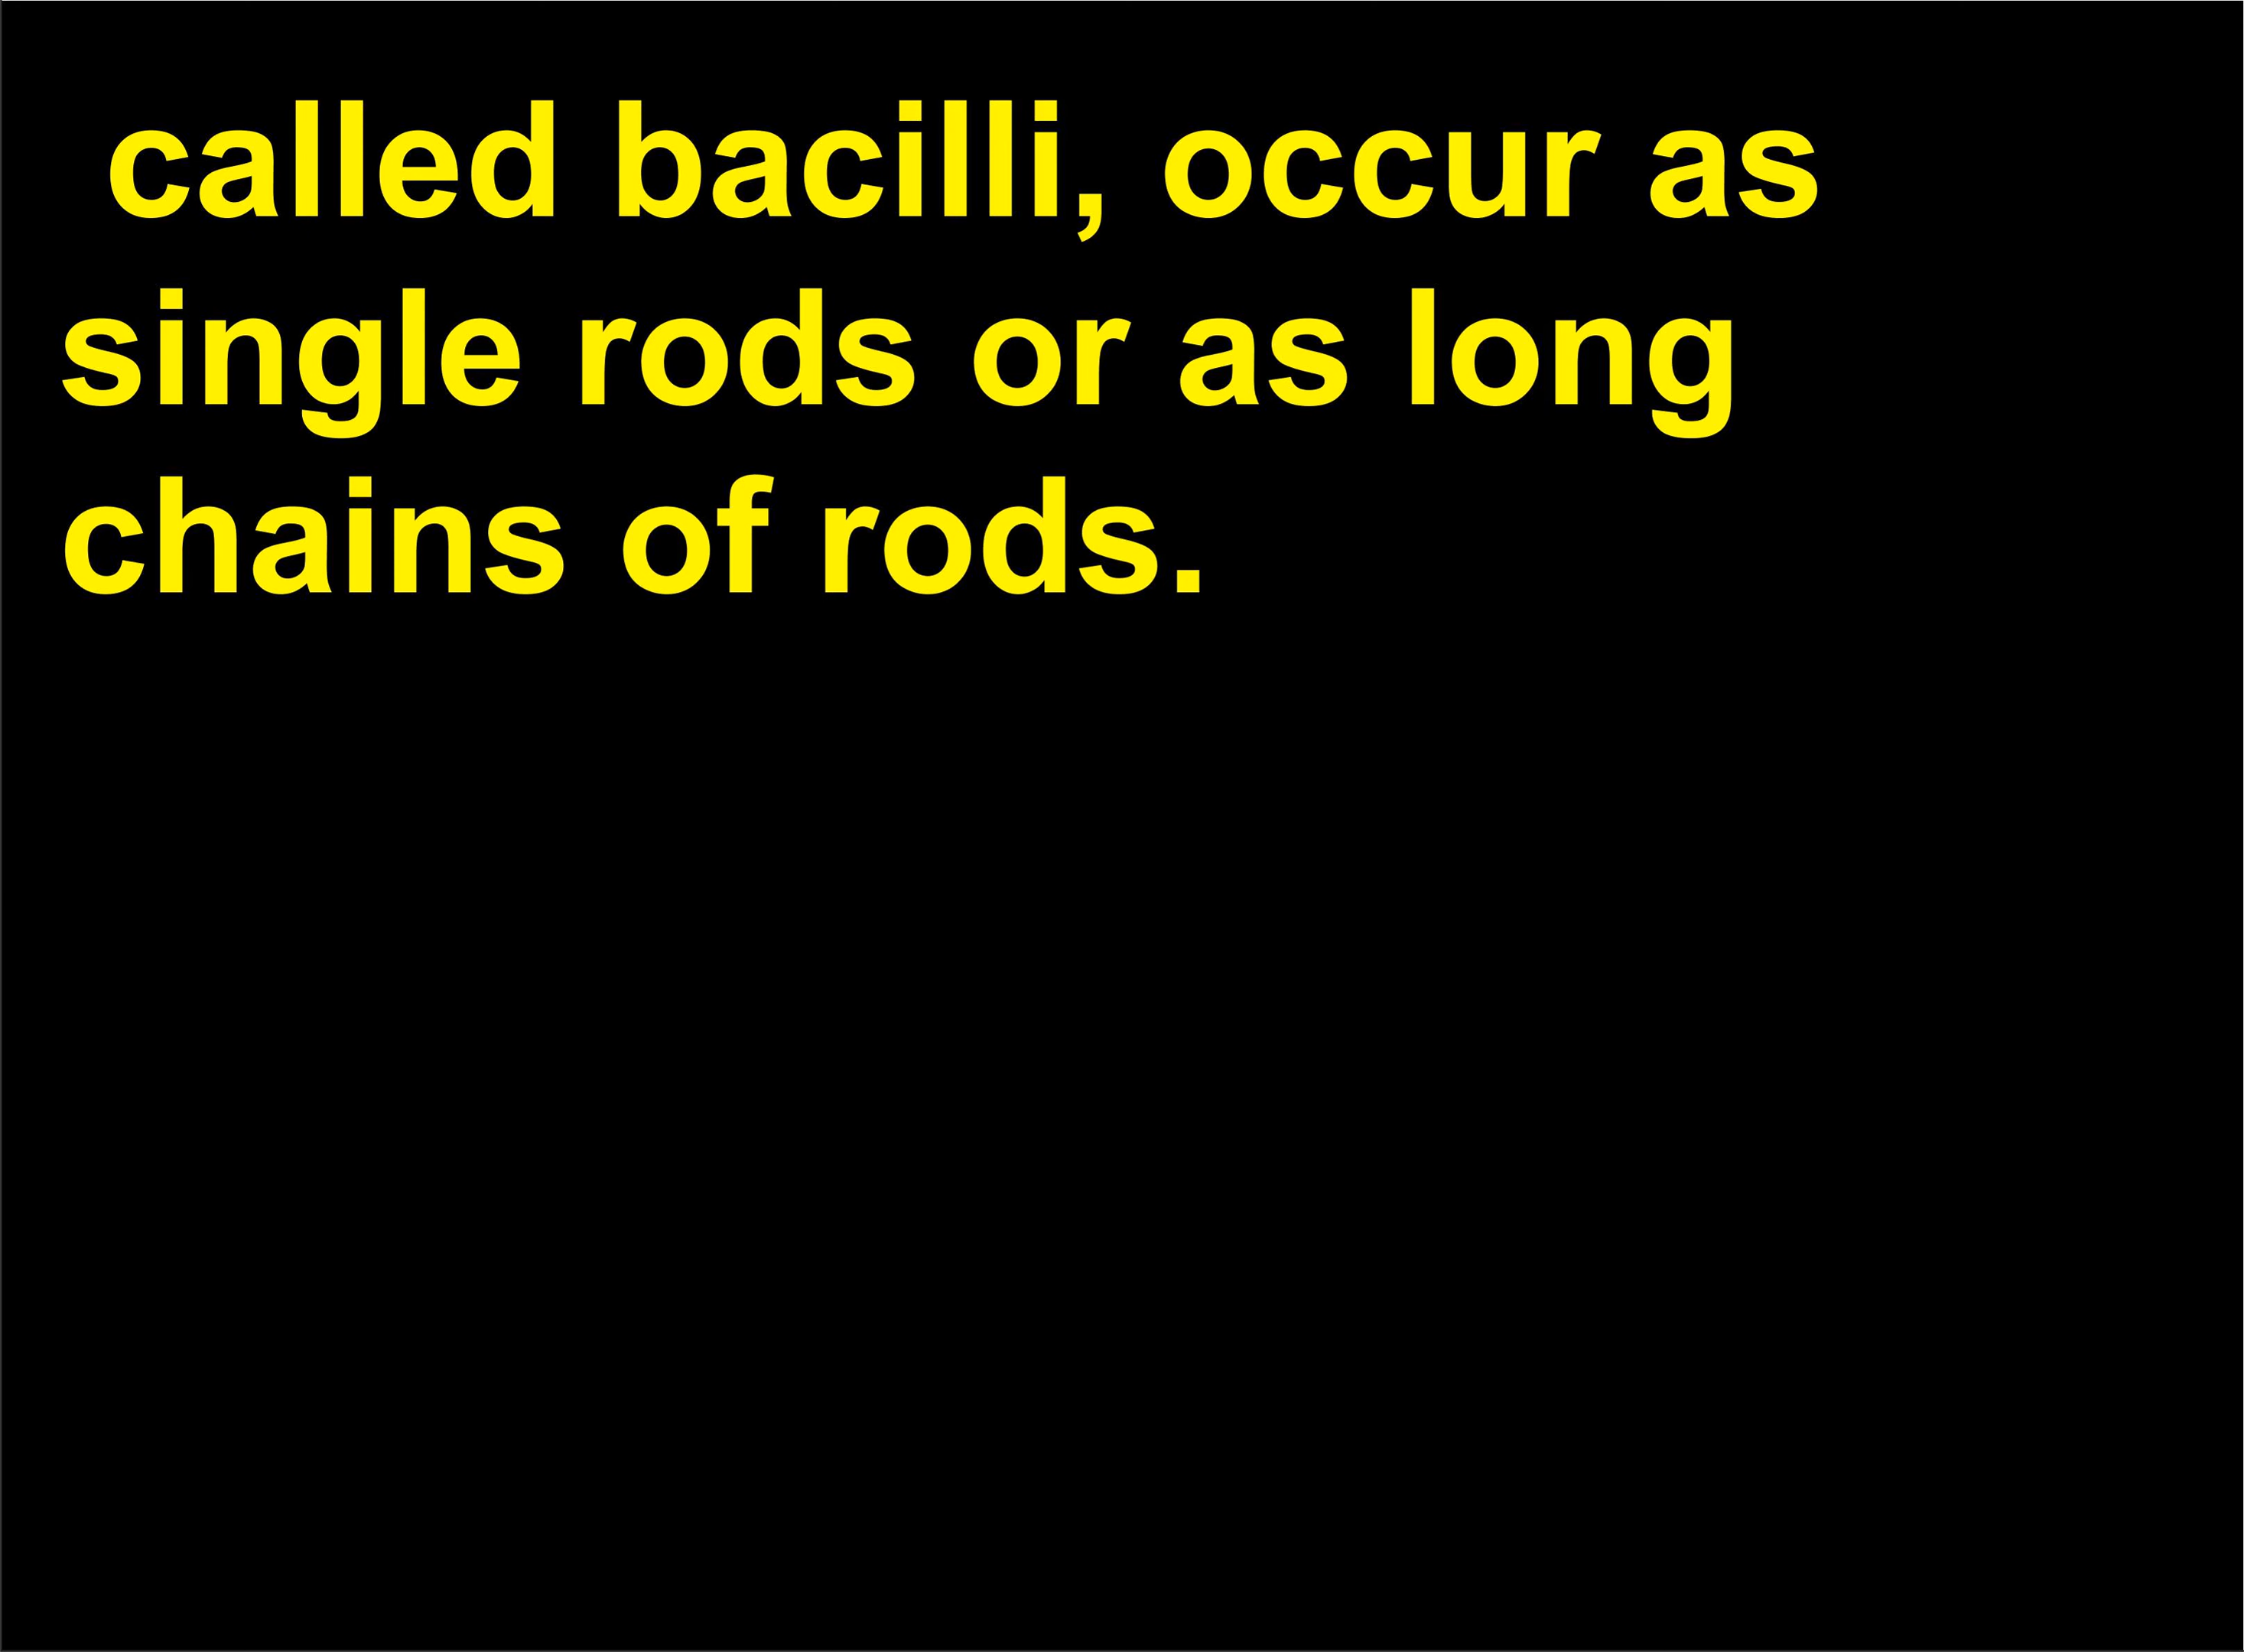 called bacilli, occur as
single rods or as long
chains of rods.